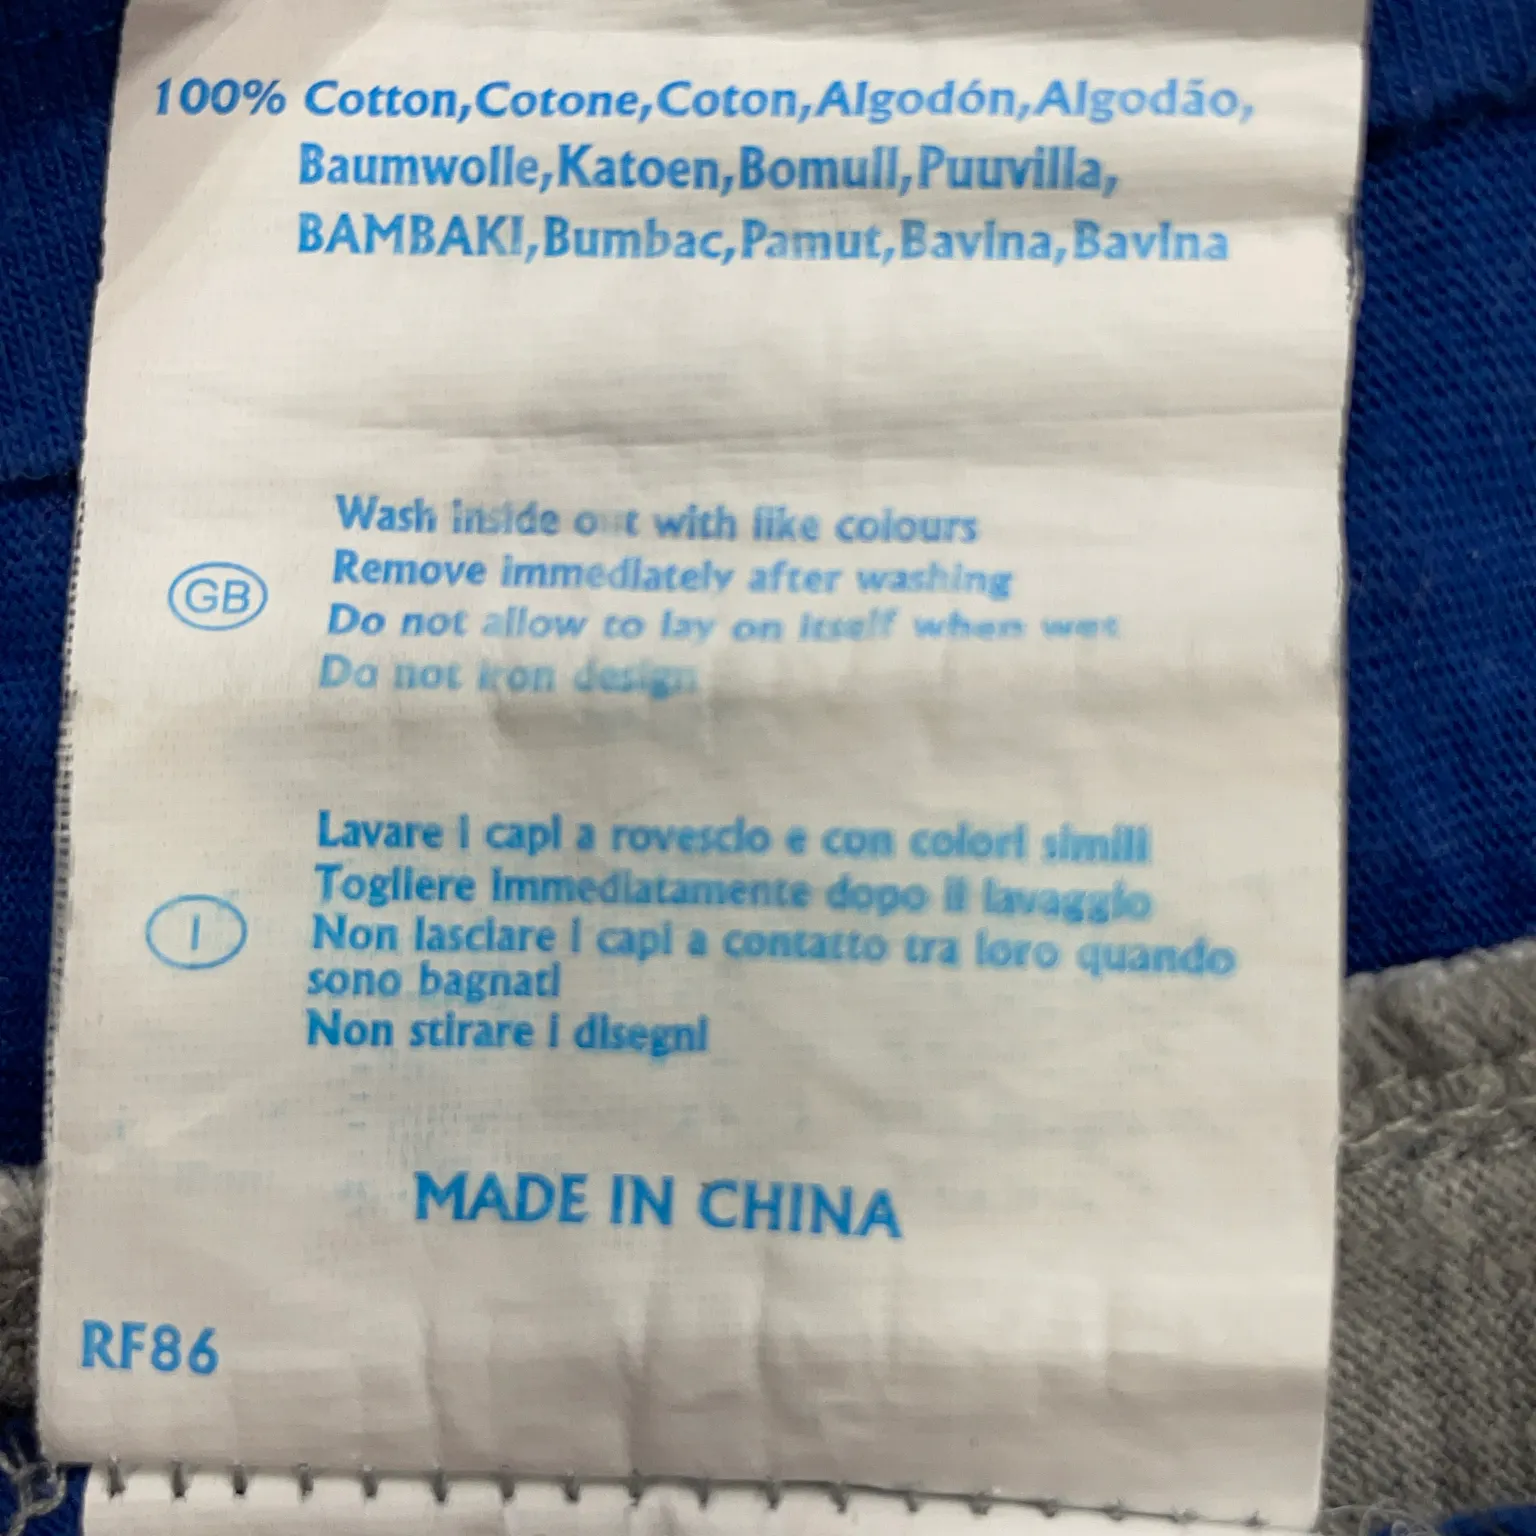 100% Cotton,Cotone,Coton,Algodón,Algodão,
Baumwolle,Katoen,Bomull,Puuvilla,
BAMBAKI,Bumbac,Pamut,Bavlna,Bavlna
Wash inside out with like colours
GB
Remove immediately after washing
Do not allow to lay on itself when wet
Do not iron design
Lavare i capi a rovescio e con colori simili
Togliere immediatamente dopo il lavaggio
I
Non lasciare i capi a contatto tra loro quando
sono bagnati
Non stirare i disegni
MADE IN CHINA
RF86